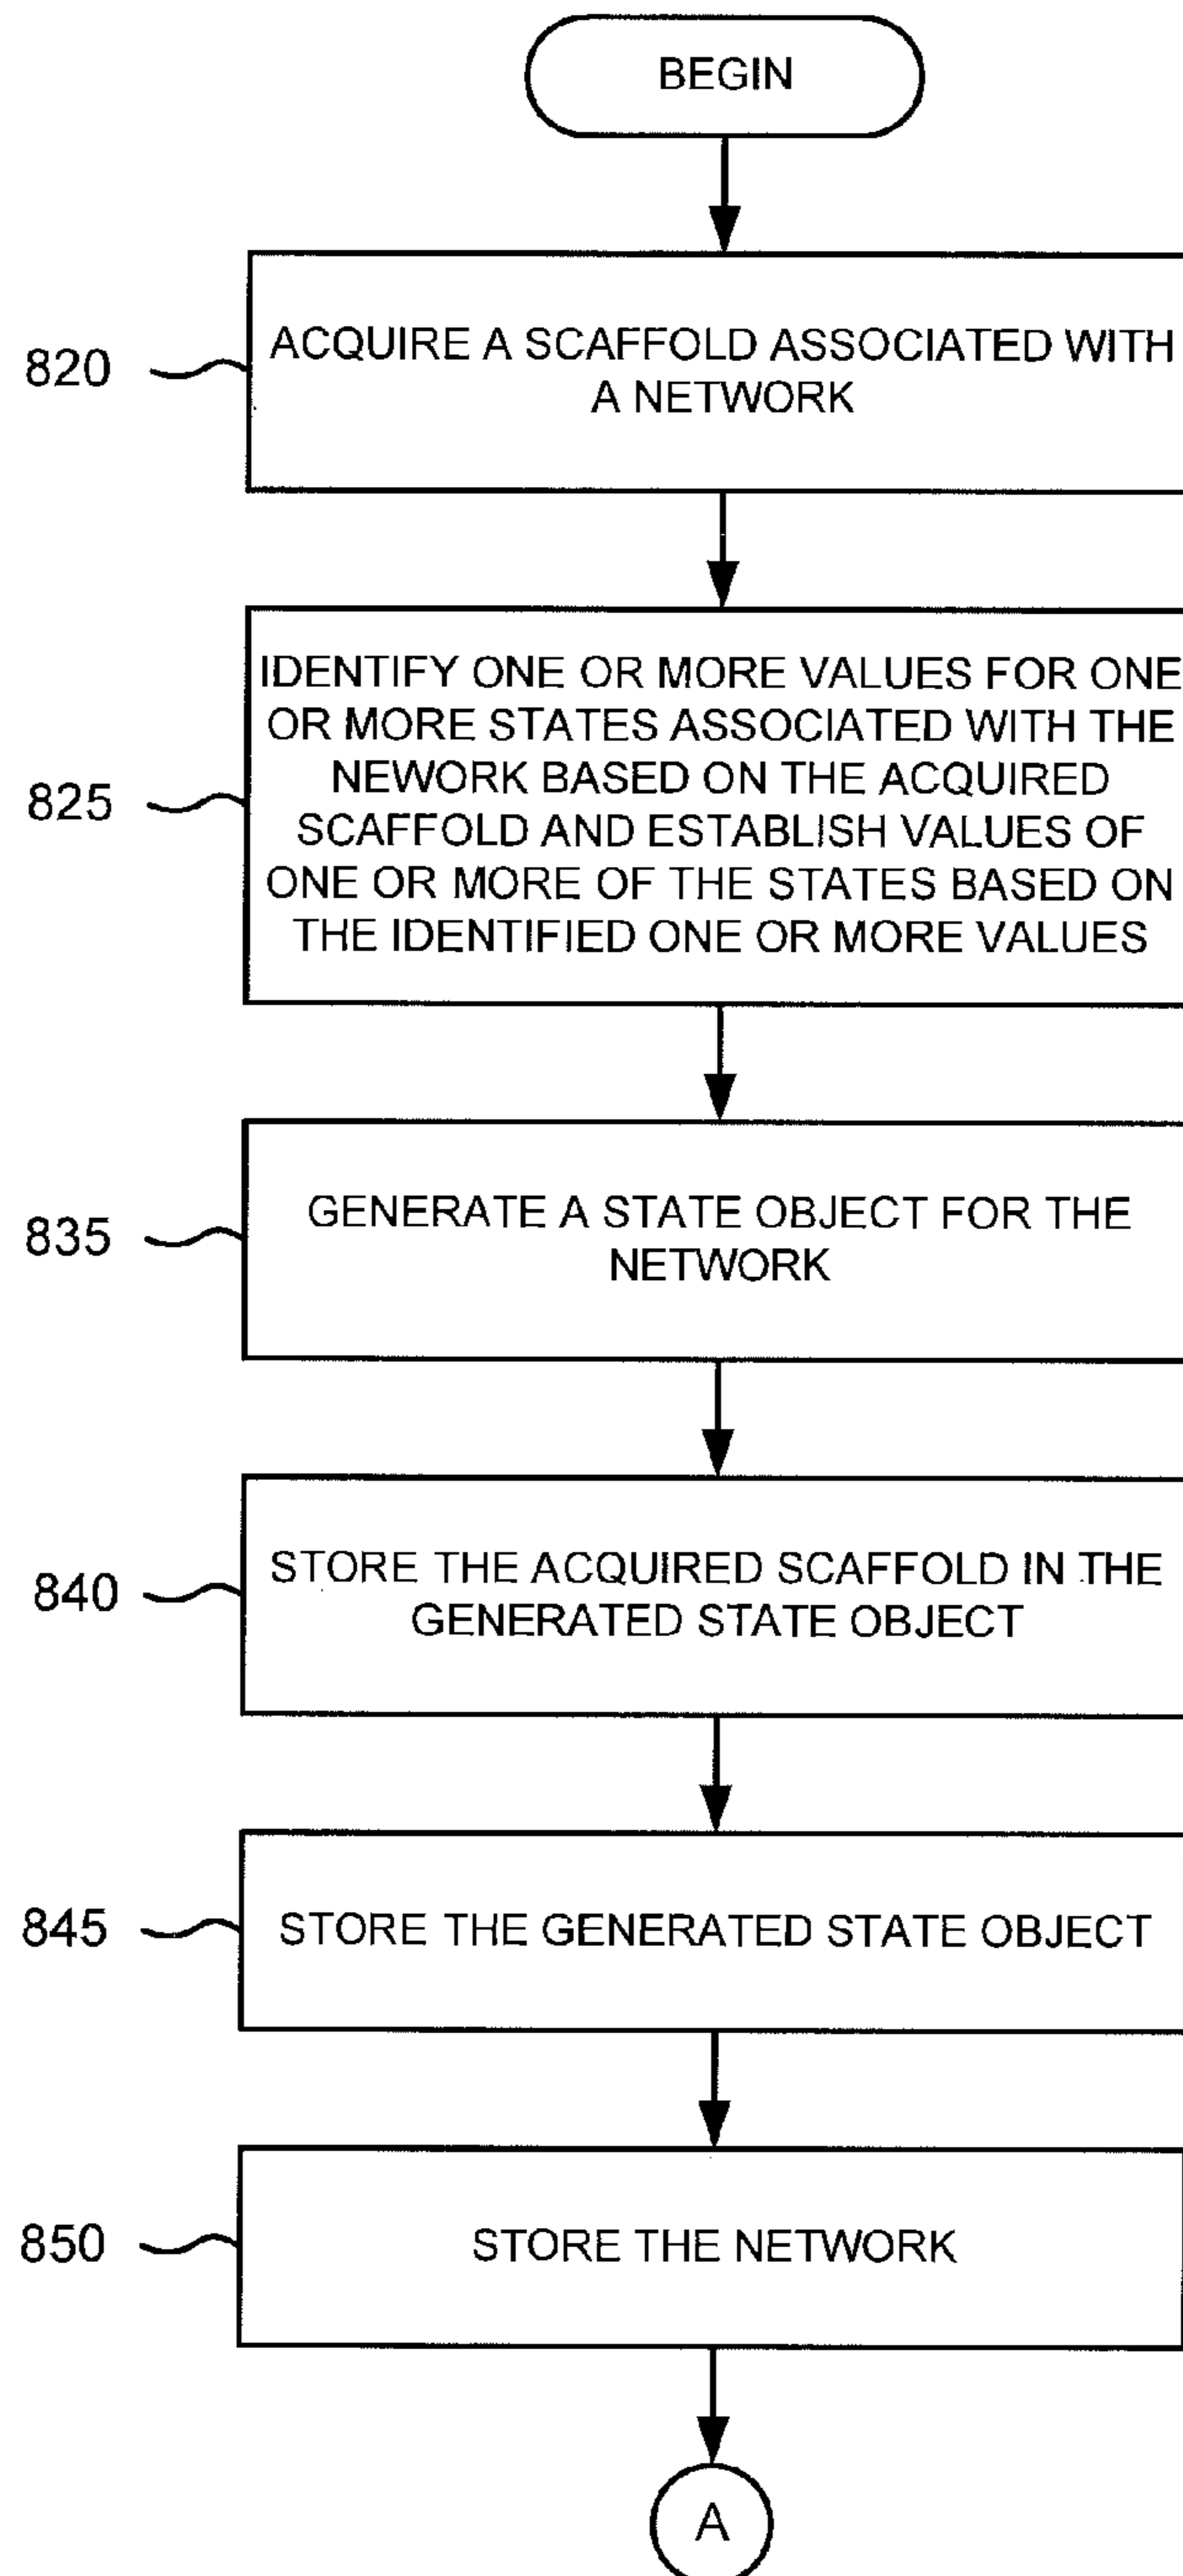 BEGIN
820
ACQUIRE A SCAFFOLD ASSOCIATED WITH
A NETWORK
825
IDENTIFY ONE OR MORE VALUES FOR ONE
OR MORE STATES ASSOCIATED WITH THE
NEWORK BASED ON THE ACQUIRED
SCAFFOLD AND ESTABLISH VALUES OF
ONE OR MORE OF THE STATES BASED ON
THE IDENTIFIED ONE OR MORE VALUES
835
GENERATE A STATE OBJECT FOR THE
NETWORK
840
STORE THE ACQUIRED SCAFFOLD IN THE
GENERATED STATE OBJECT
845
STORE THE GENERATED STATE OBJECT
850
STORE THE NETWORK
A